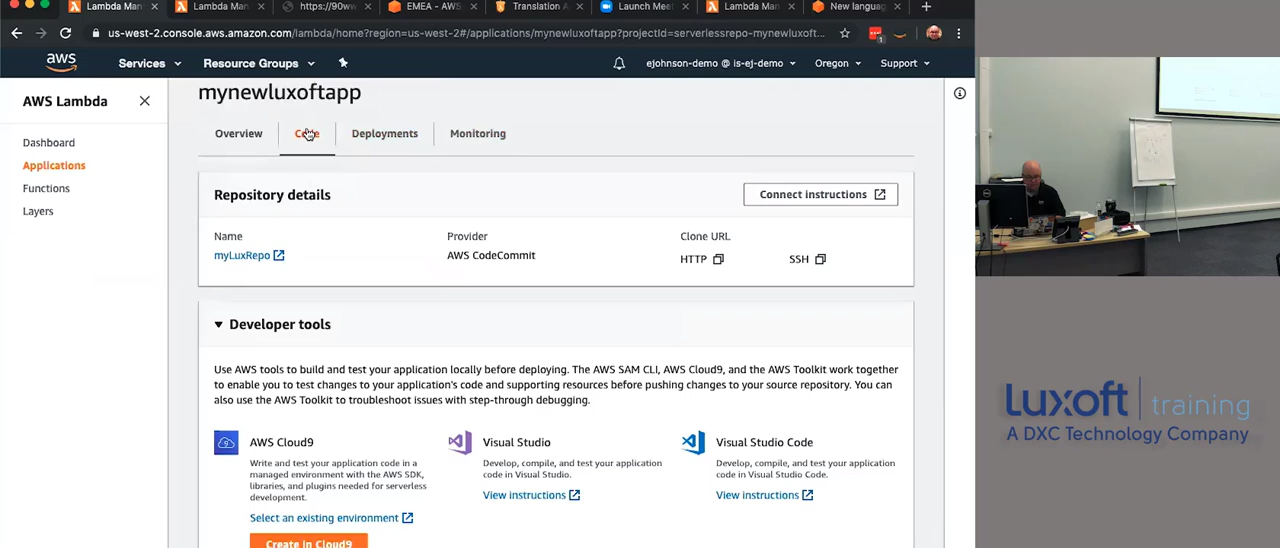 Lambda Man
Lambda Man
https://90ww
EMEA - AWS
Translation A
Launch Meet
Lambda Man
New langua
us-west-2.console.aws.amazon.com/lambda/home?region=us-west-2#/applications/mynewluxoftapp?projectId=serverlessrepo-mynewluxoft...
1
aws
Services
Resource Groups
ejohnson-demo @ is-ej-demo
Oregon
Support
AWS Lambda
Dashboard
Applications
Functions
Layers
mynewluxoftapp
Overview
Code
Deployments
Monitoring
Repository details
Connect instructions
Name
Provider
Clone URL
myLuxRepo
AWS CodeCommit
HTTP
SSH
Developer tools
Use AWS tools to build and test your application locally before deploying. The AWS SAM CLI, AWS Cloud9, and the AWS Toolkit work together
to enable you to test changes to your application's code and supporting resources before pushing changes to your source repository. You can
also use the AWS Toolkit to troubleshoot issues with step-through debugging.
9
AWS Cloud9
Write and test your application code in a
managed environment with the AWS SDK,
libraries, and plugins needed for serverless
development.
Select an existing environment
Create in Cloud9
Visual Studio
Develop, compile, and test your application
code in Visual Studio.
View instructions
Visual Studio Code
Develop, compile, and test your application
code in Visual Studio Code.
View instructions
luxoft training
A DXC Technology Company